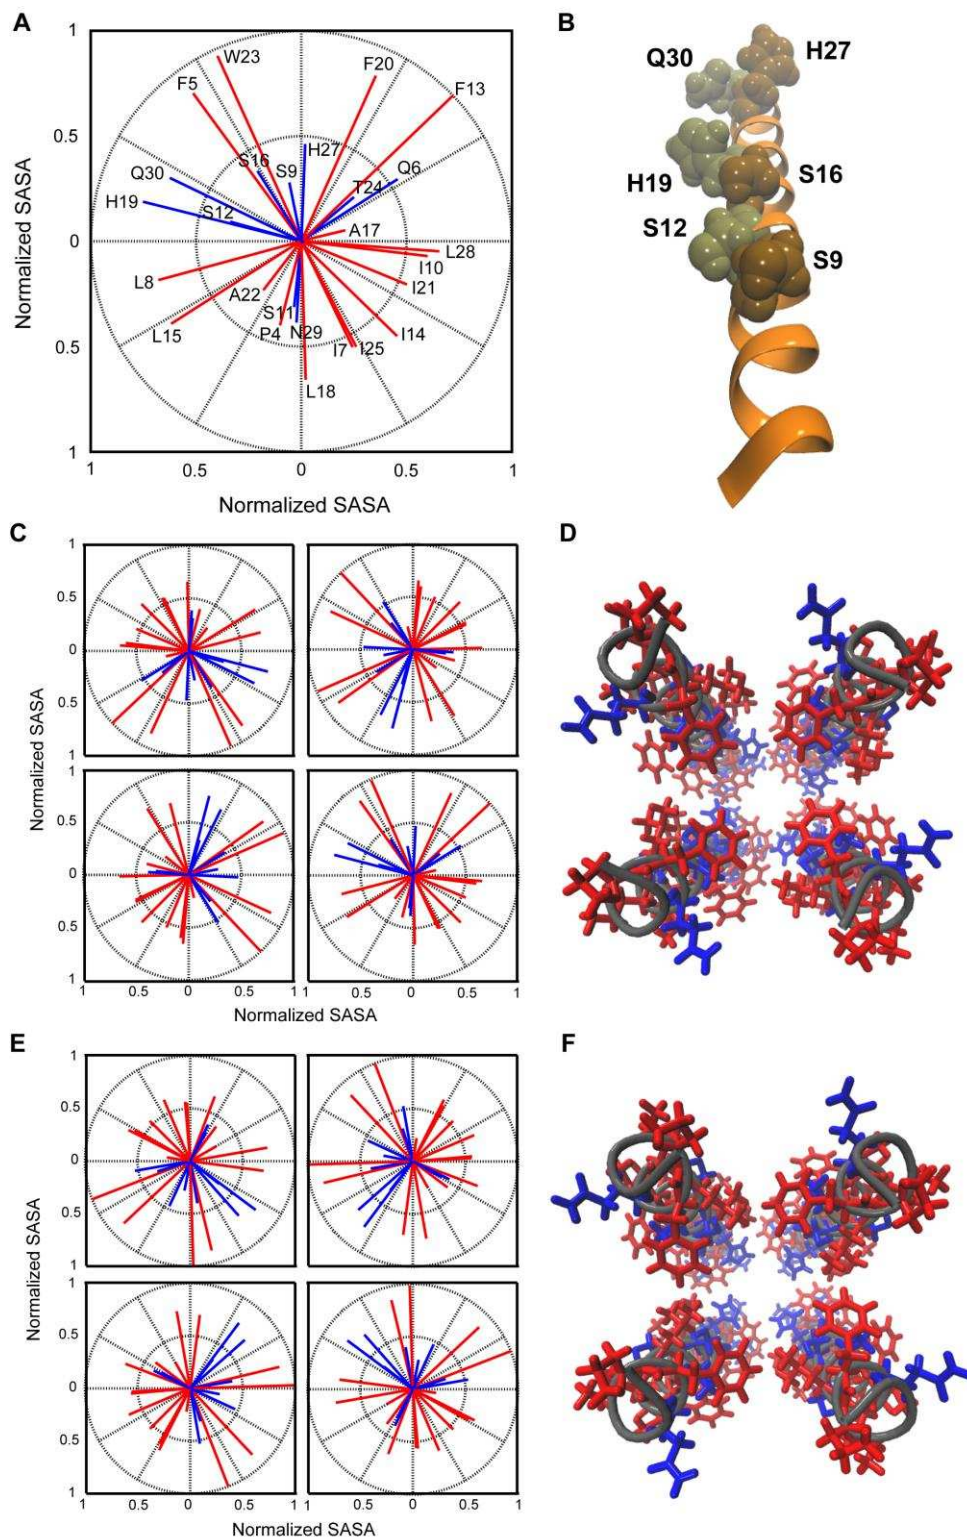 A
1
W23
F20
F5
F13
0.5
H27
S16
S9
Q6
Q30
T24
H19
S12
A17
0
L28
I10
L8
I21
A22
S11
L15
P4
N29
I14
0.5
I7
I25
L18
1
1
0.5
0
0.5
1
Normalized SASA
Normalized SASA
B
Q30
H27
S16
H19
S12
S9
C
1
0.5
0
0.5
1
1
0.5
0
0.5
1
1
0.5
0
0.5
1
1
0.5
0
0.5
1
Normalized SASA
Normalized SASA
D
E
1
0.5
0
0.5
1
1
0.5
0
0.5
1
1
0.5
0
0.5
1
1
0.5
0
0.5
1
Normalized SASA
Normalized SASA
F